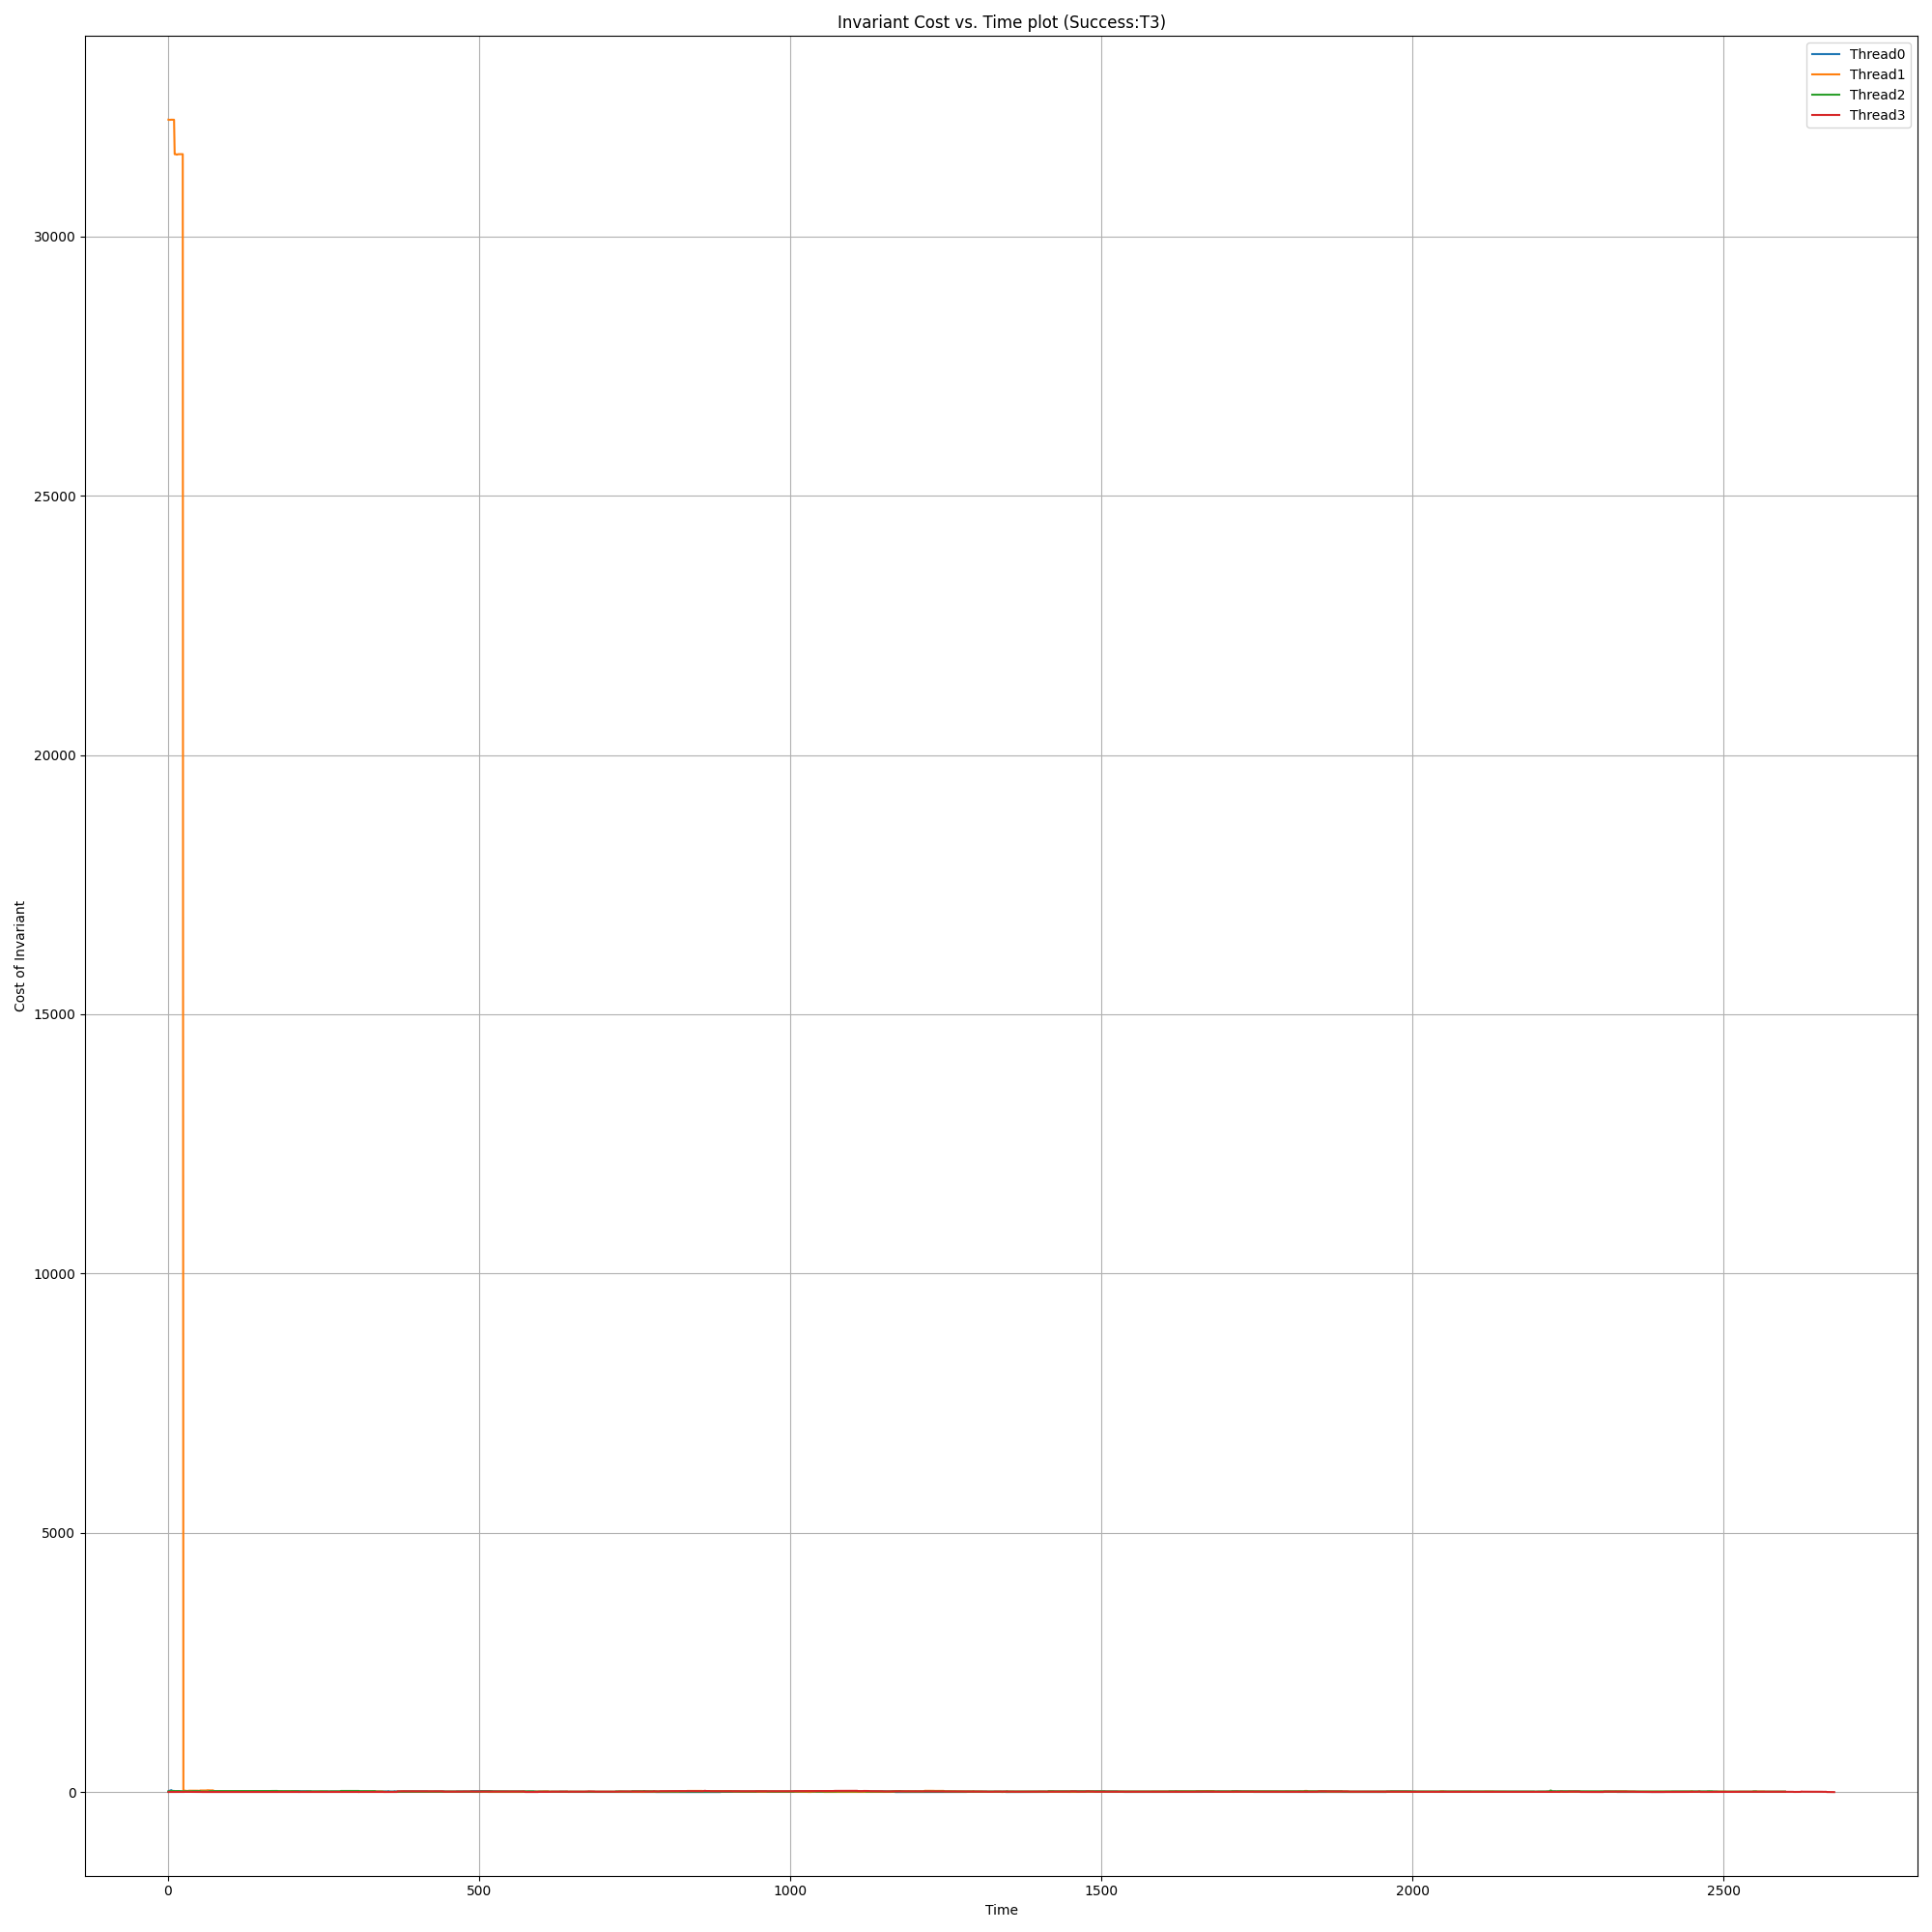 Invariant Cost vs. Time plot (Success:T3)
Thread0
Thread1
Thread2
Thread3
30000
25000
20000
15000
10000
5000
0
Cost of Invariant
0 500 1000 1500 2000 2500
Time